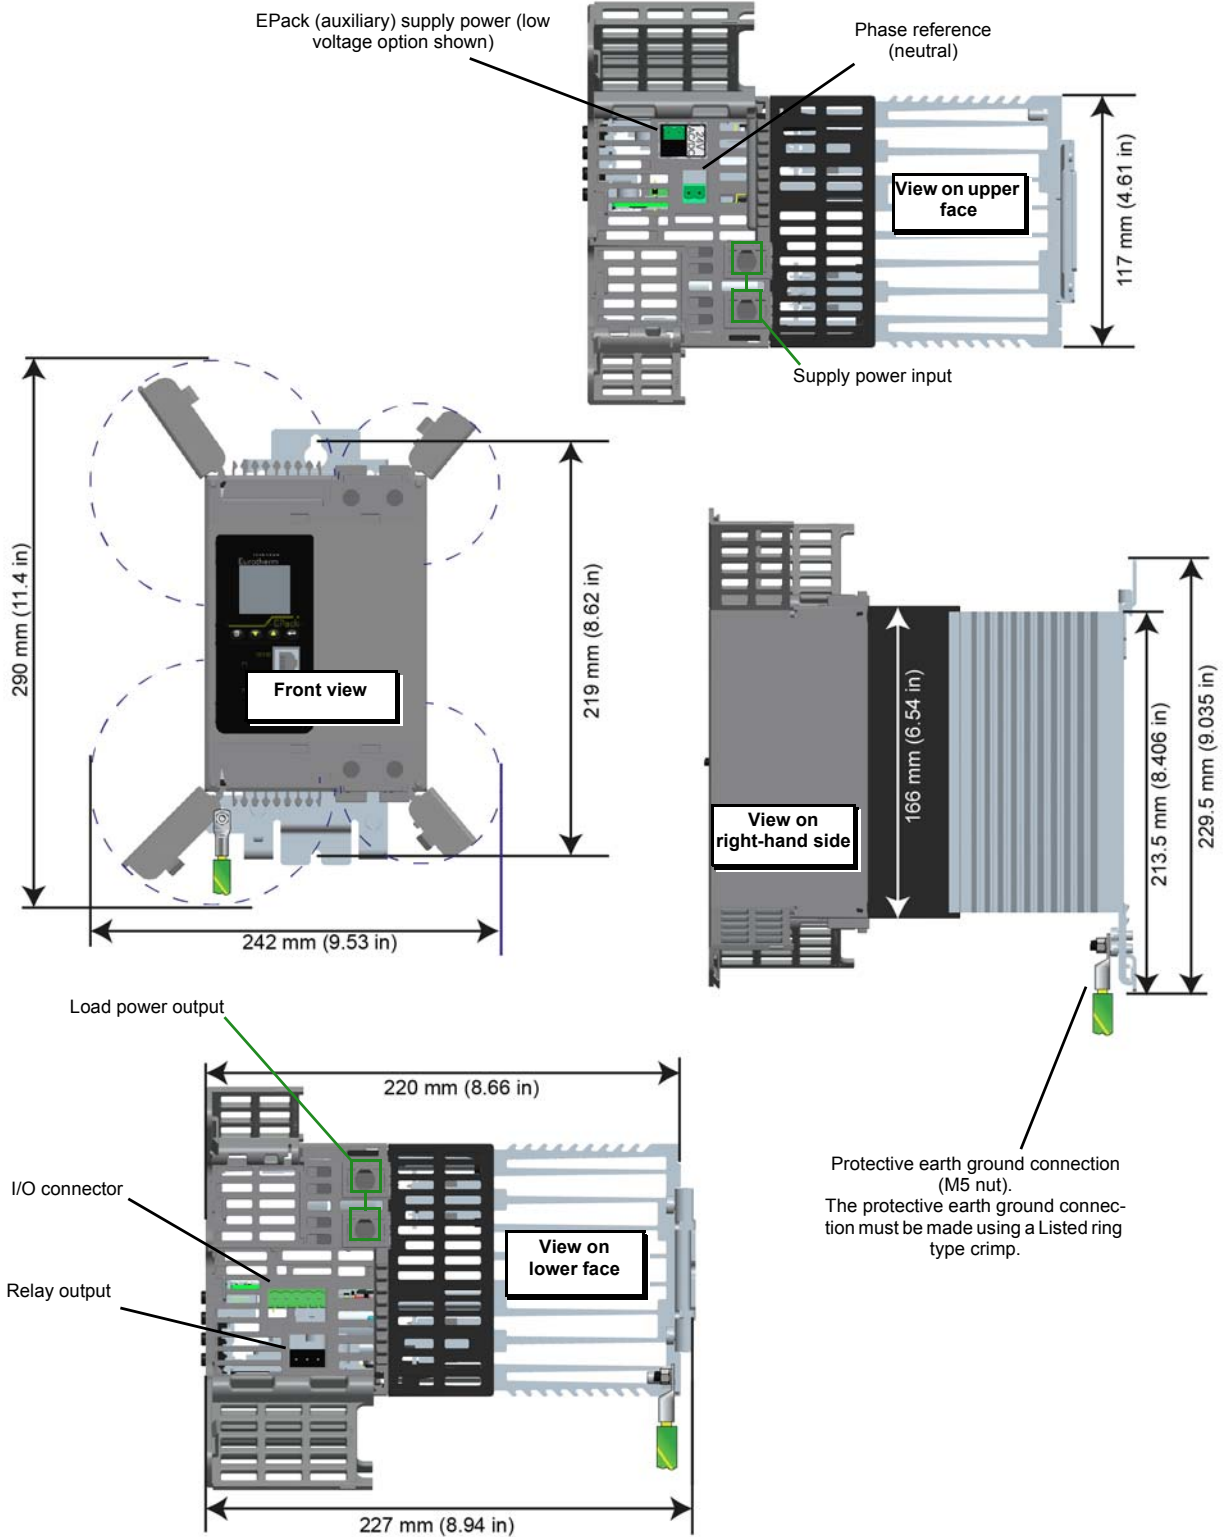 EPack (auxiliary) supply power (low
voltage option shown)
Phase reference
(neutral)
24V
AC/DC
View on upper
face
117 mm (4.61 in)
Supply power input
290 mm (11.4 in)
Eurotherm
EPack
Front view
219 mm (8.62 in)
242 mm (9.53 in)
166 mm (6.54 in)
View on
right-hand side
213.5 mm (8.406 in)
229.5 mm (9.035 in)
Load power output
220 mm (8.66 in)
I/O connector
Relay output
View on
lower face
227 mm (8.94 in)
Protective earth ground connection
(M5 nut).
The protective earth ground connec-
tion must be made using a Listed ring
type crimp.